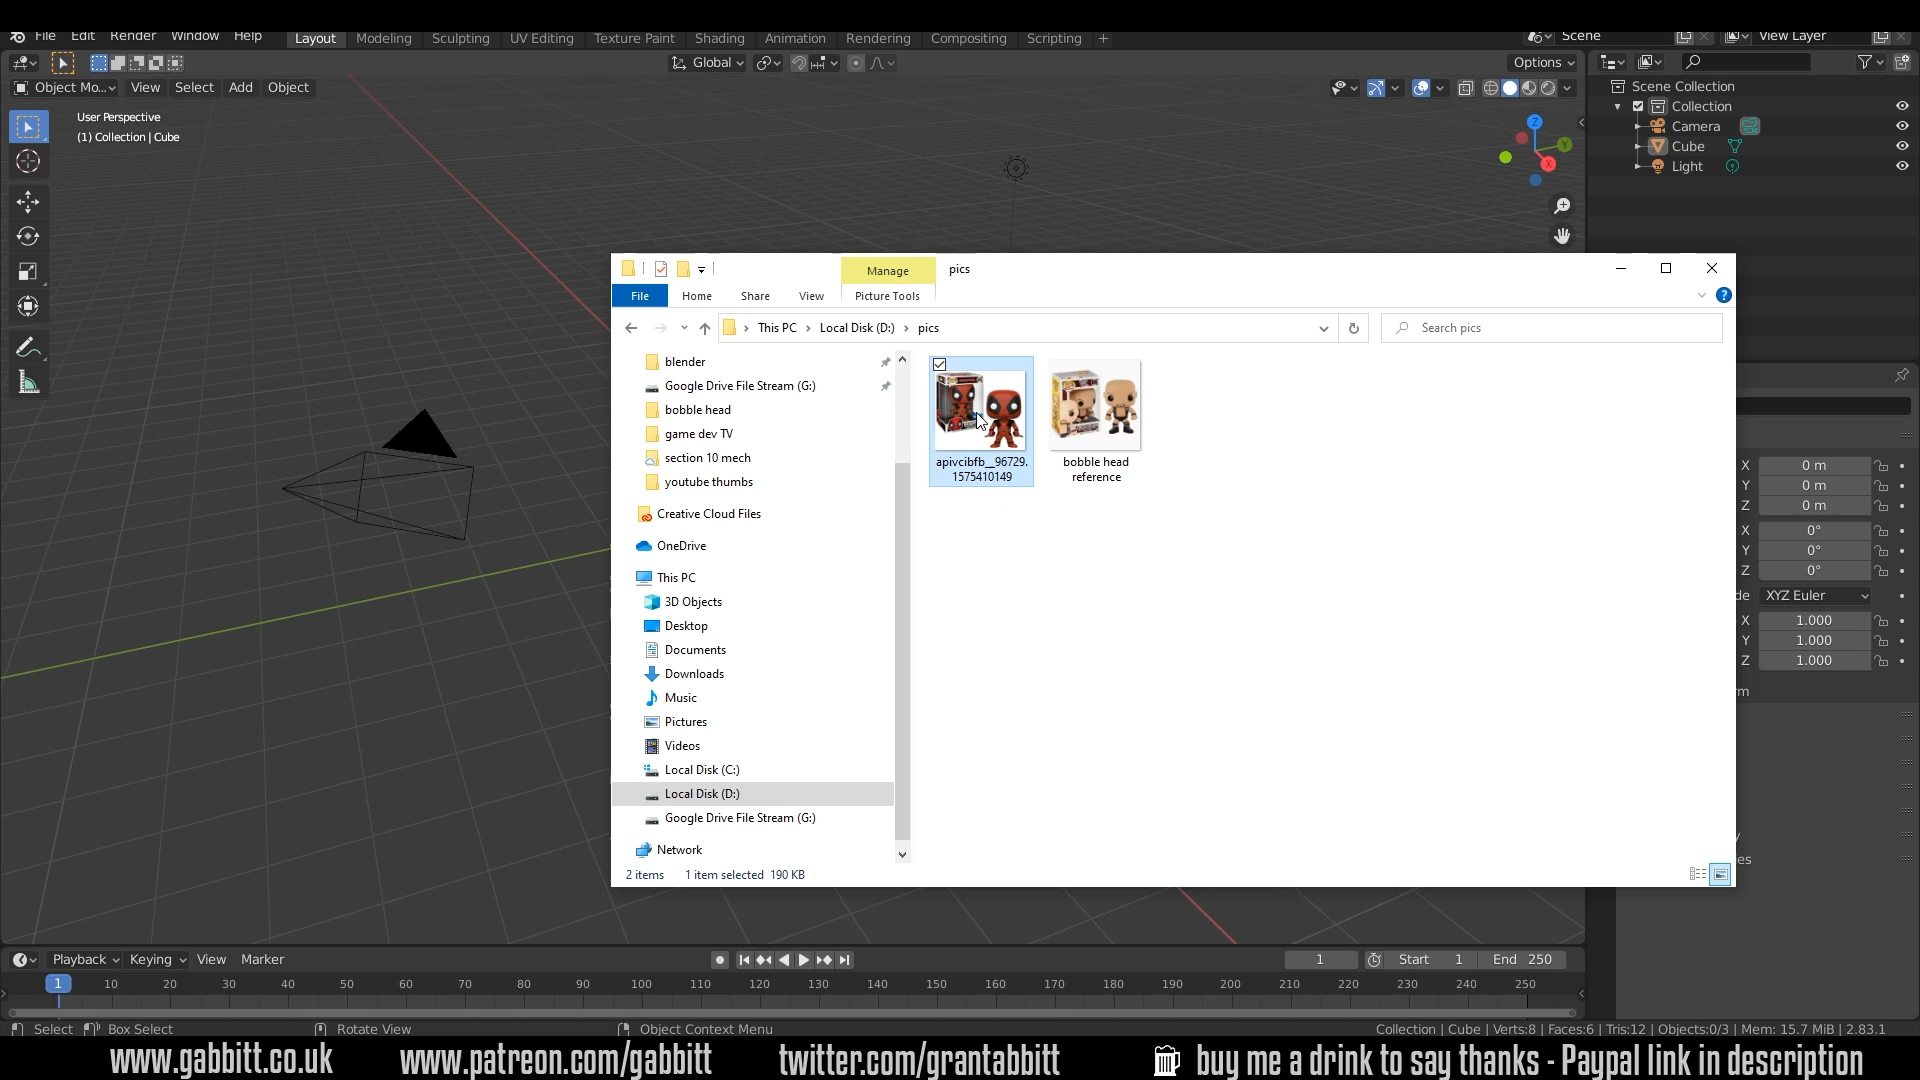 File Edit Render Window Help Layout Modeling Sculpting UV Editing Texture Paint Shading Animation Rendering Compositing Scripting + Scene View Layer
Global Options
Object Mo... View Select Add Object
User Perspective
(1) Collection | Cube
Z
Y
X
Scene Collection
Collection
Camera
Cube
Light
Manage pics
File Home Share View Picture Tools
This PC › Local Disk (D:) › pics
Search pics
blender
Google Drive File Stream (G:)
bobble head
game dev TV
section 10 mech
youtube thumbs
Creative Cloud Files
OneDrive
This PC
3D Objects
Desktop
Documents
Downloads
Music
Pictures
Videos
Local Disk (C:)
Local Disk (D:)
Google Drive File Stream (G:)
Network
apivcibfb__96729.
1575410149
bobble head
reference
2 items 1 item selected 190 KB
X 0 m
Y 0 m
Z 0 m
X 0°
Y 0°
Z 0°
de XYZ Euler
X 1.000
Y 1.000
Z 1.000
rm
y
es
Playback Keying View Marker 1 Start 1 End 250
1 10 20 30 40 50 60 70 80 90 100 110 120 130 140 150 160 170 180 190 200 210 220 230 240 250
Select Box Select Rotate View Object Context Menu Collection | Cube | Verts:8 | Faces:6 | Tris:12 | Objects:0/3 | Mem: 15.7 MiB | 2.83.1
www.gabbitt.co.uk www.patreon.com/gabbitt twitter.com/grantabbitt buy me a drink to say thanks - Paypal link in description